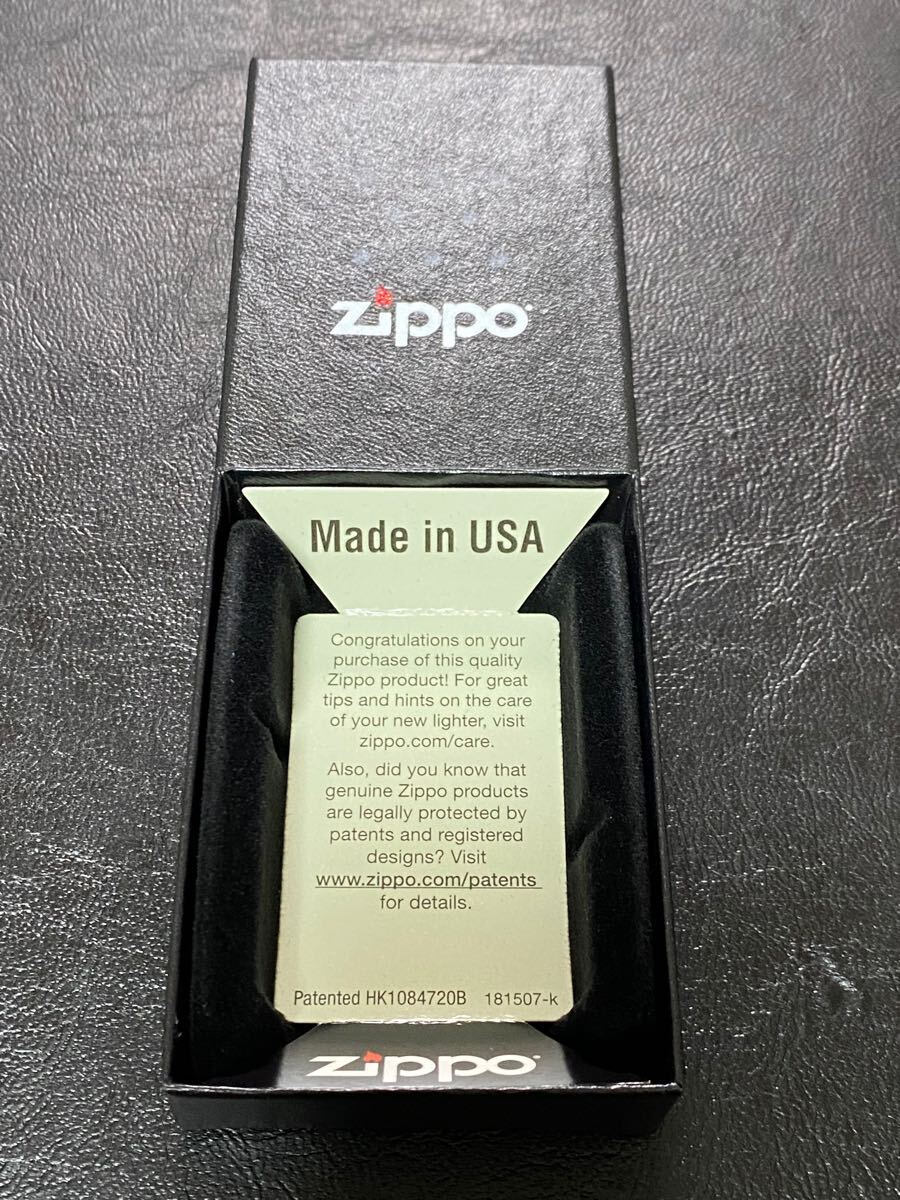 zippo
Made in USA
Congratulations on your
purchase of this quality
Zippo product! For great
tips and hints on the care
of your new lighter, visit
zippo.com/care.
Also, did you know that
genuine Zippo products
are legally protected by
patents and registered
designs? Visit
www.zippo.com/patents
for details.
Patented HK1084720B 181507-k
zippo